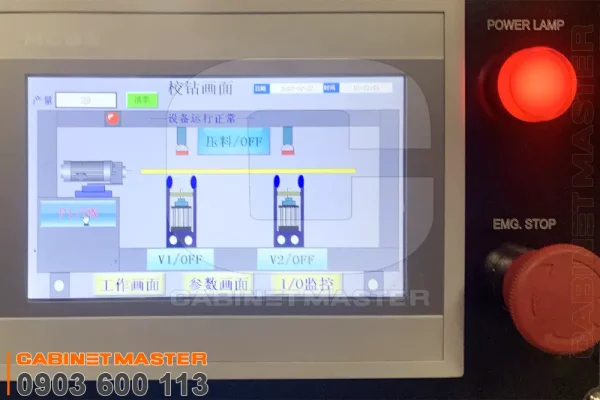 POWER LAMP
校钻画面
日期
时间
产量 20 清零
设备运行正常
压料/OFF
V1/OFF V2/OFF
工作画面 参数画面 I/O监控
EMG. STOP
CABINETMASTER
CABINETMASTER
CABINETMASTER
0903 600 113